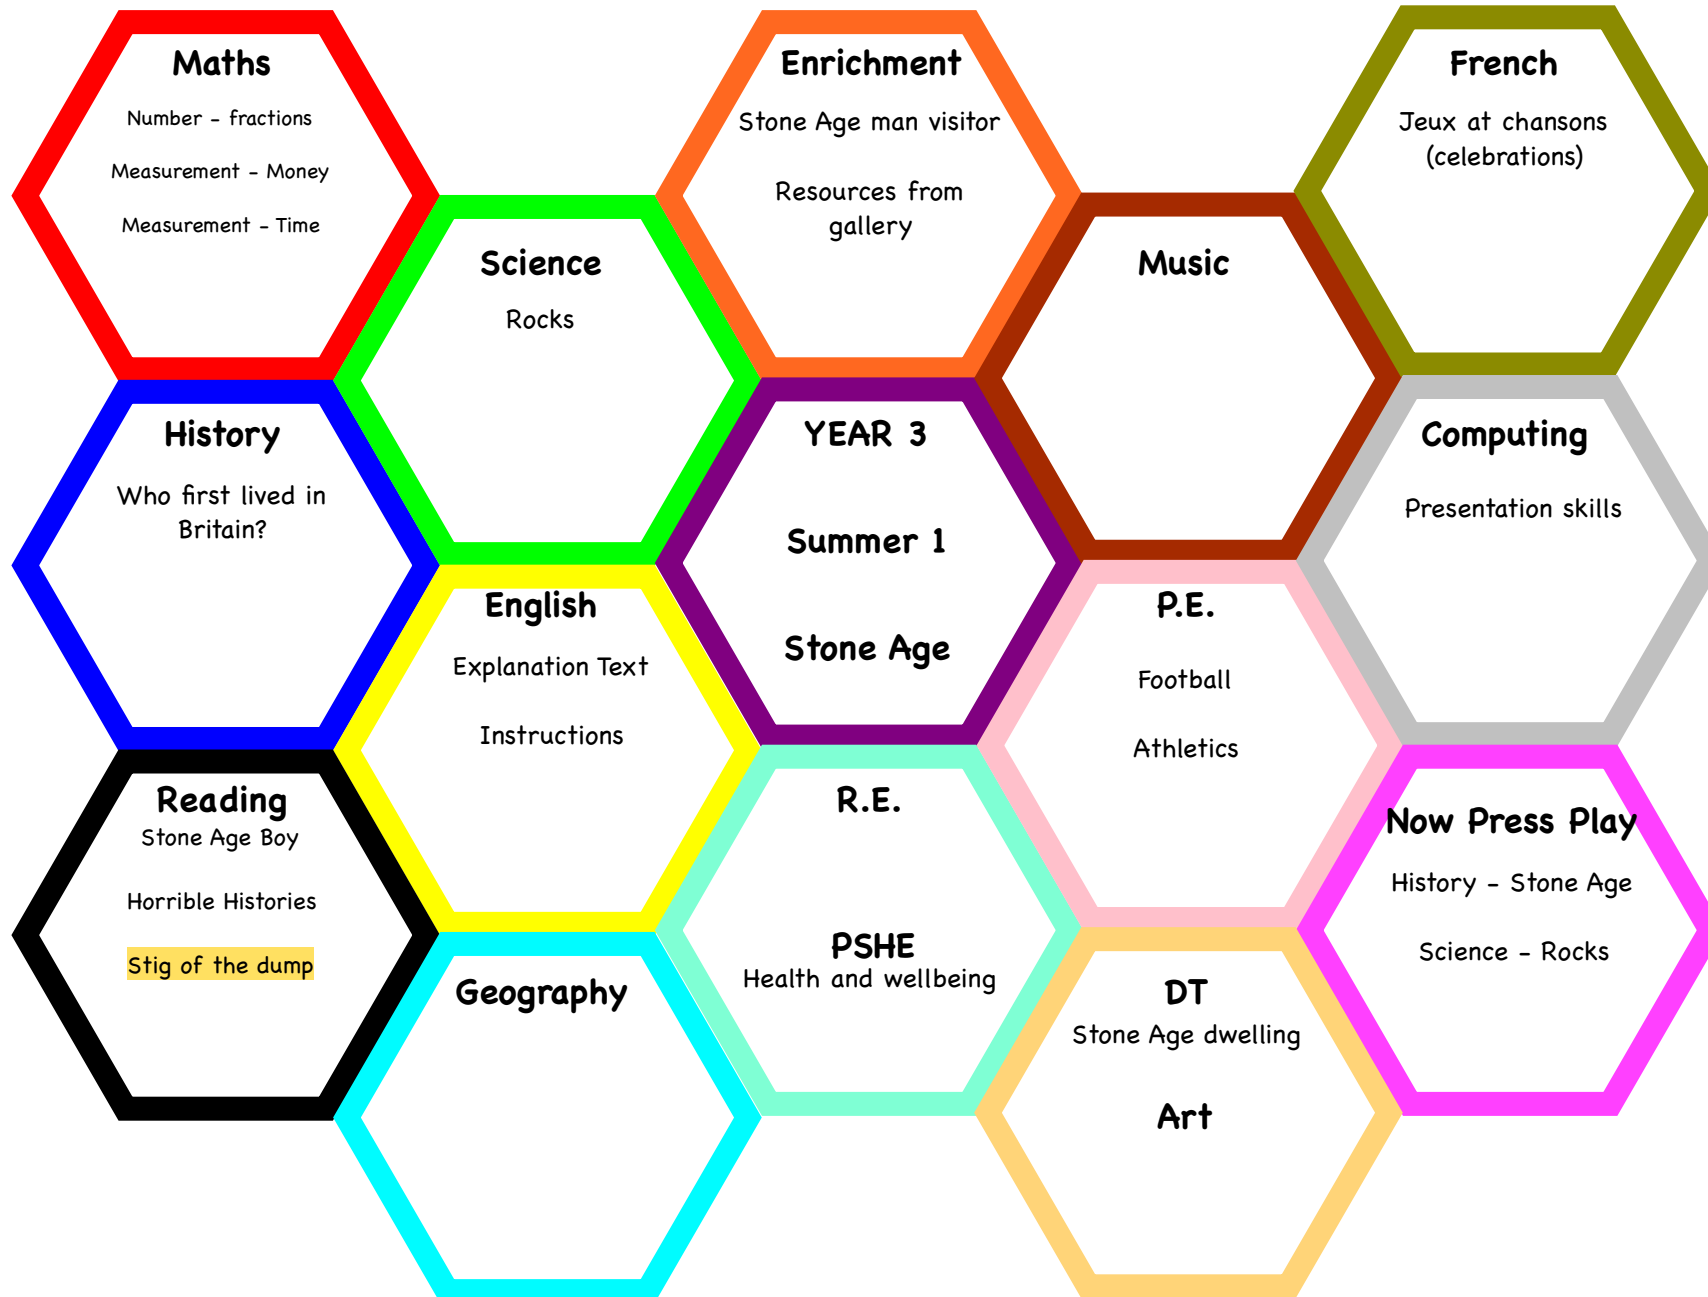 Maths
Number - fractions
Measurement - Money
Measurement - Time
Enrichment
Stone Age man visitor
Resources from
gallery
French
Jeux at chansons
(celebrations)
Science
Rocks
Music
History
Who first lived in
Britain?
YEAR 3
Summer 1
Stone Age
Computing
Presentation skills
English
Explanation Text
Instructions
P.E.
Football
Athletics
Reading
Stone Age Boy
Horrible Histories
Stig of the dump
R.E.
PSHE
Health and wellbeing
Now Press Play
History - Stone Age
Science - Rocks
Geography
DT
Stone Age dwelling
Art